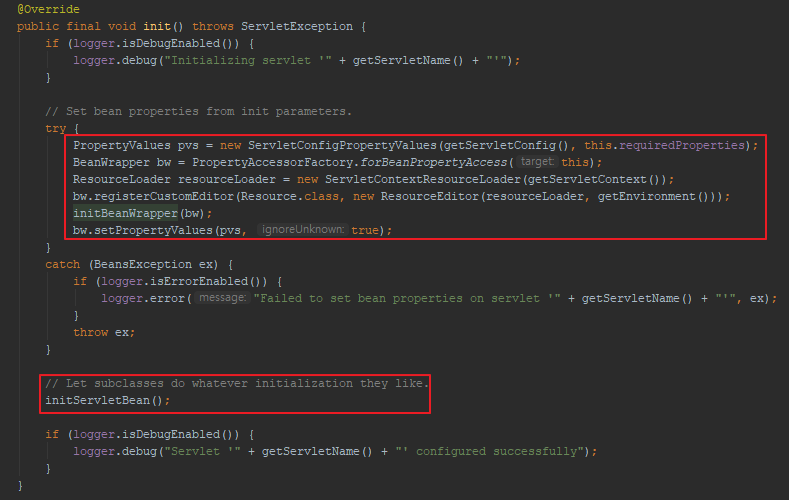 @Override
public final void init() throws ServletException {
    if (logger.isDebugEnabled()) {
        logger.debug("Initializing servlet '" + getServletName() + "'");
    }
    // Set bean properties from init parameters.
    try {
        PropertyValues pvs = new ServletConfigPropertyValues(getServletConfig(), this.requiredProperties);
        BeanWrapper bw = PropertyAccessorFactory.forBeanPropertyAccess( target: this);
        ResourceLoader resourceLoader = new ServletContextResourceLoader(getServletContext());
        bw.registerCustomEditor(Resource.class, new ResourceEditor(resourceLoader, getEnvironment()));
        initBeanWrapper(bw);
        bw.setPropertyValues(pvs, ignoreUnknown: true);
    }
    catch (BeansException ex) {
        if (logger.isErrorEnabled()) {
            logger.error( message: "Failed to set bean properties on servlet '" + getServletName() + "'", ex);
        }
        throw ex;
    }
    // Let subclasses do whatever initialization they like.
    initServletBean();
    if (logger.isDebugEnabled()) {
        logger.debug("Servlet '" + getServletName() + "' configured successfully");
    }
}